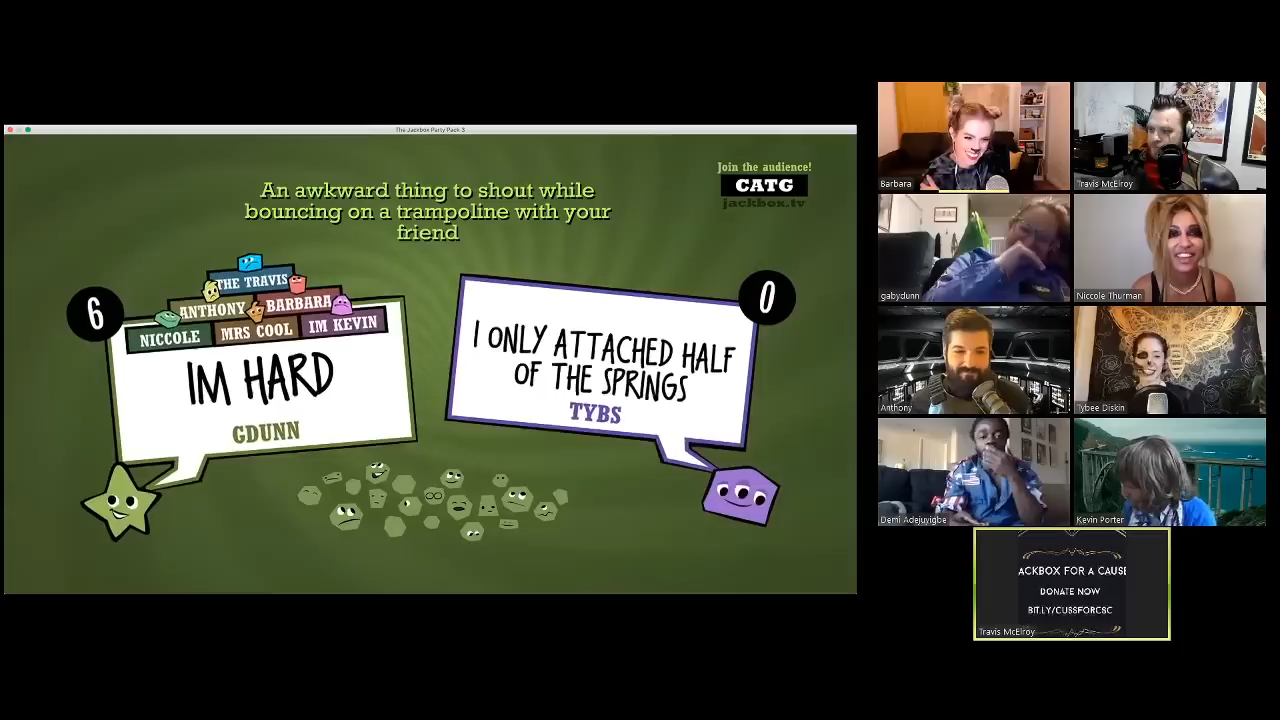 The Jackbox Party Pack 3
Join the audience!
CATG
jackbox.tv
An awkward thing to shout while
bouncing on a trampoline with your
friend
6
THE TRAVIS
ANTHONY
BARBARA
NICCOLE
MRS COOL
IM KEVIN
IM HARD
GDUNN
0
I ONLY ATTACHED HALF
OF THE SPRINGS
TYBS
Barbara
Travis McElroy
gabydunn
Niccole Thurman
Anthony
Tybee Diskin
Demi Adejuyigbe
Kevin Porter
ACKBOX FOR A CAUSE
DONATE NOW
BIT.LY/CUSSFORCSC
Travis McElroy